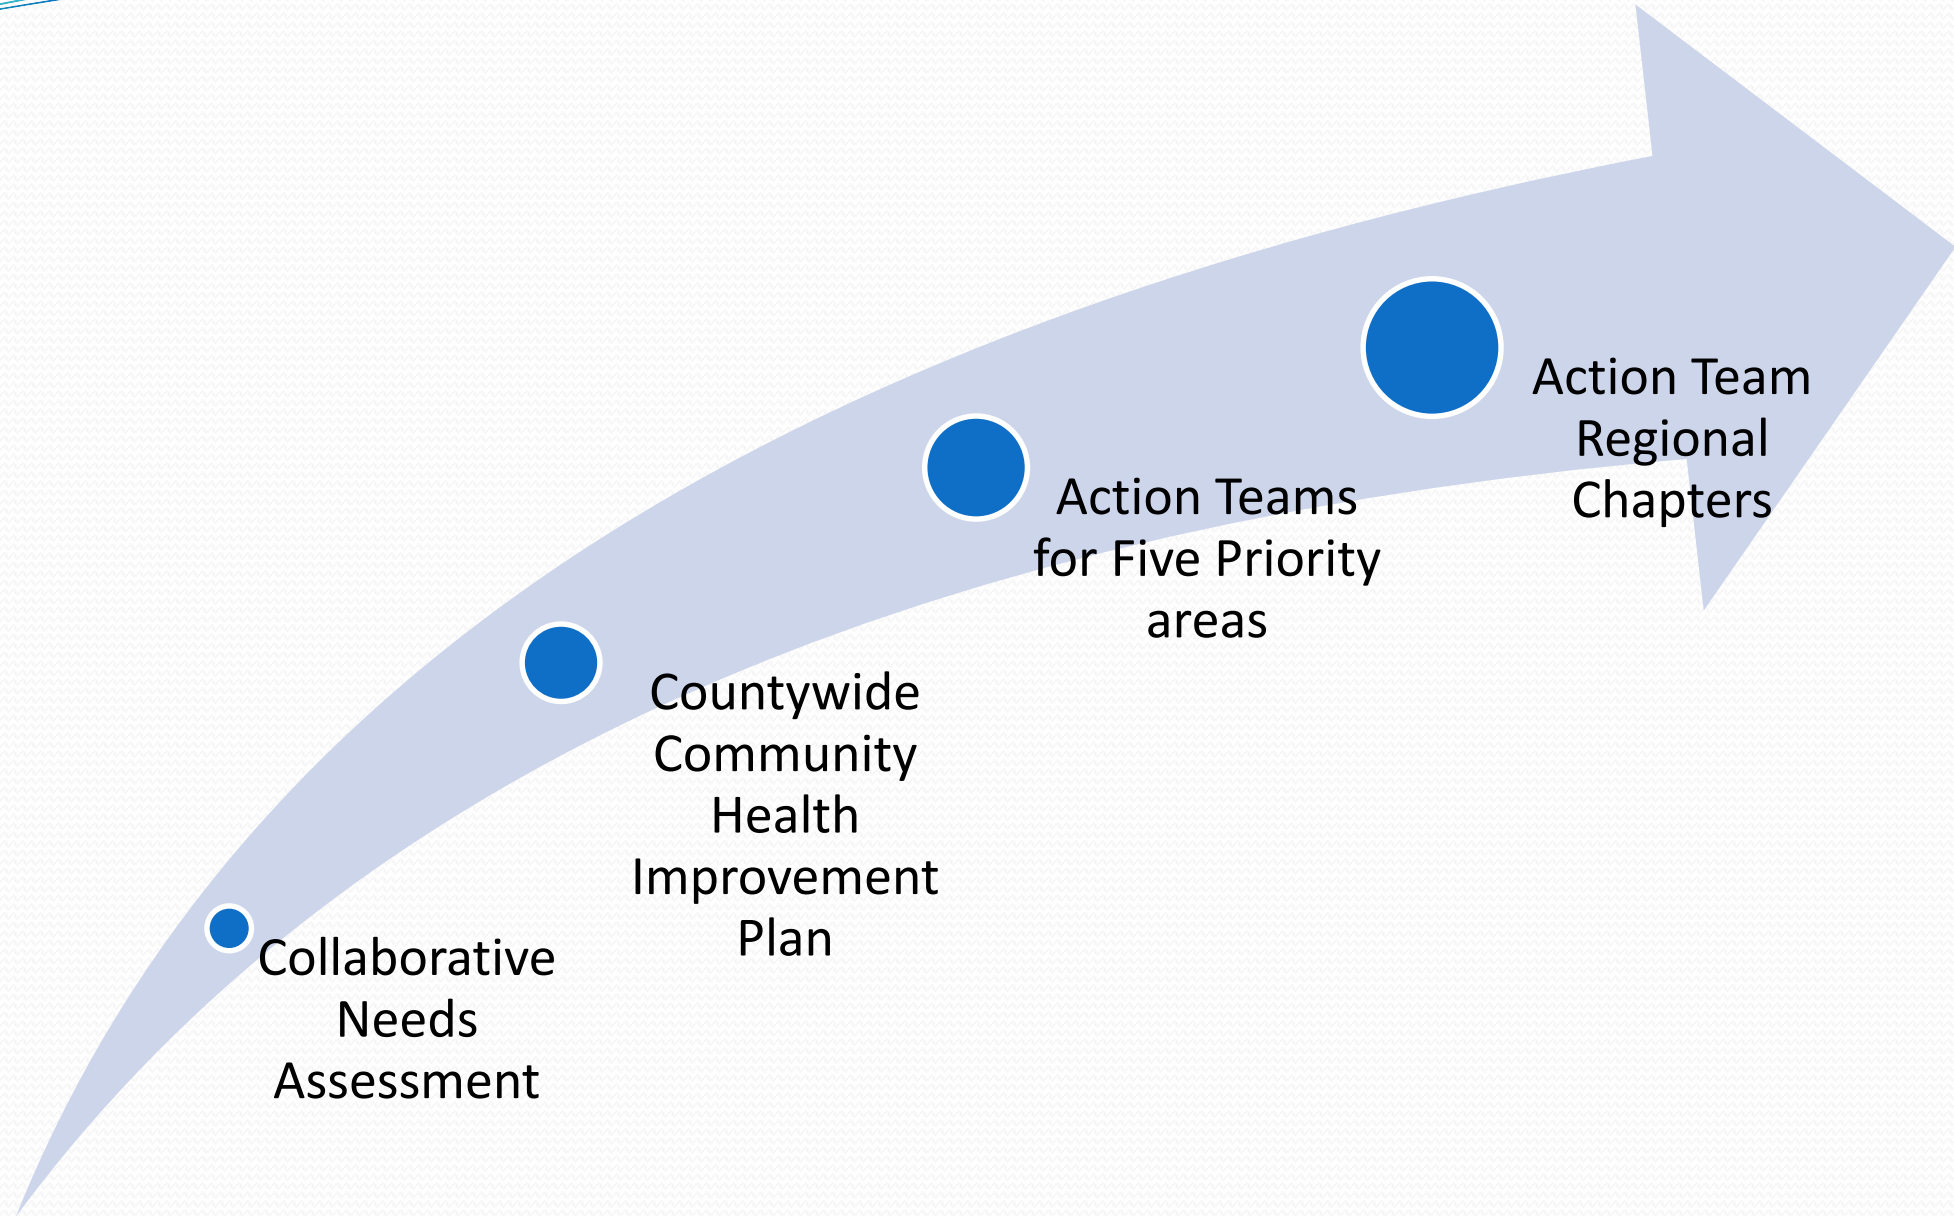 Collaborative
Needs
Assessment
Countywide
Community
Health
Improvement
Plan
Action Teams
for Five Priority
areas
Action Team
Regional
Chapters